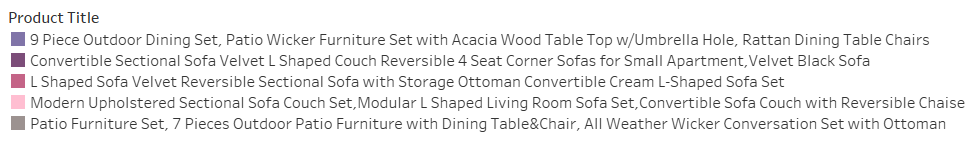 Product Title
9 Piece Outdoor Dining Set, Patio Wicker Furniture Set with Acacia Wood Table Top w/Umbrella Hole, Rattan Dining Table Chairs
Convertible Sectional Sofa Velvet L Shaped Couch Reversible 4 Seat Corner Sofas for Small Apartment,Velvet Black Sofa
L Shaped Sofa Velvet Reversible Sectional Sofa with Storage Ottoman Convertible Cream L-Shaped Sofa Set
Modern Upholstered Sectional Sofa Couch Set,Modular L Shaped Living Room Sofa Set,Convertible Sofa Couch with Reversible Chaise
Patio Furniture Set, 7 Pieces Outdoor Patio Furniture with Dining Table&Chair, All Weather Wicker Conversation Set with Ottoman